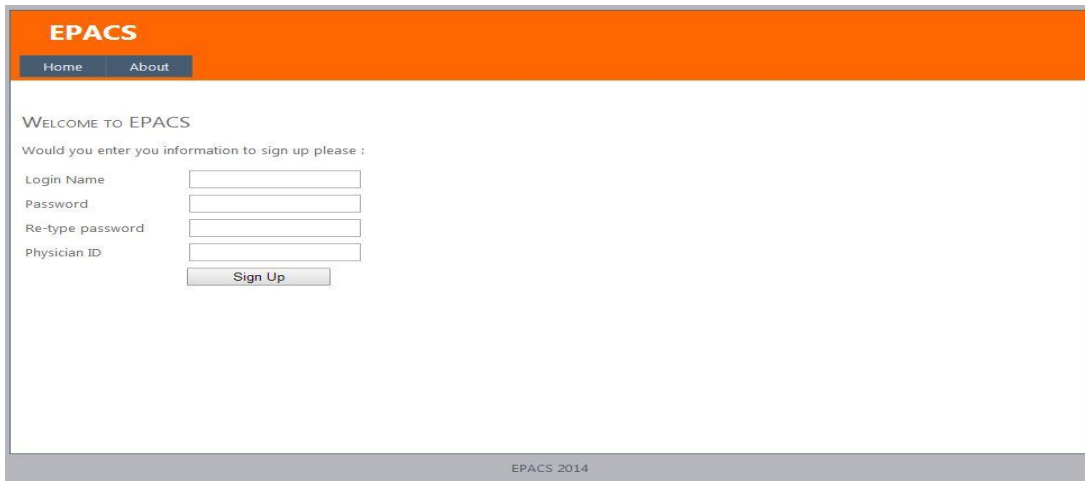 EPACS
Home About
WELCOME TO EPACS
Would you enter you information to sign up please :
Login Name
Password
Re-type password
Physician ID
Sign Up
EPACS 2014